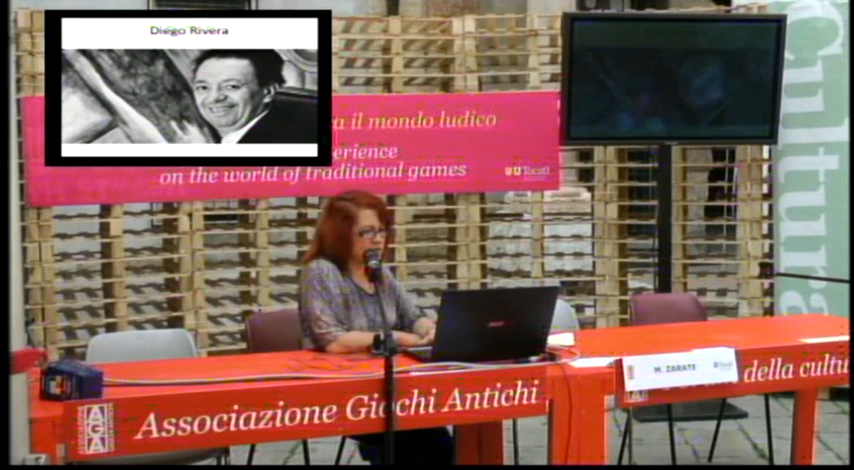 Diego Rivera
a il mondo ludico
erience
on the world of traditional games
Tocatì
Cultura
M. ZARATE
Associazione Giochi Antichi
AGA
della cultu